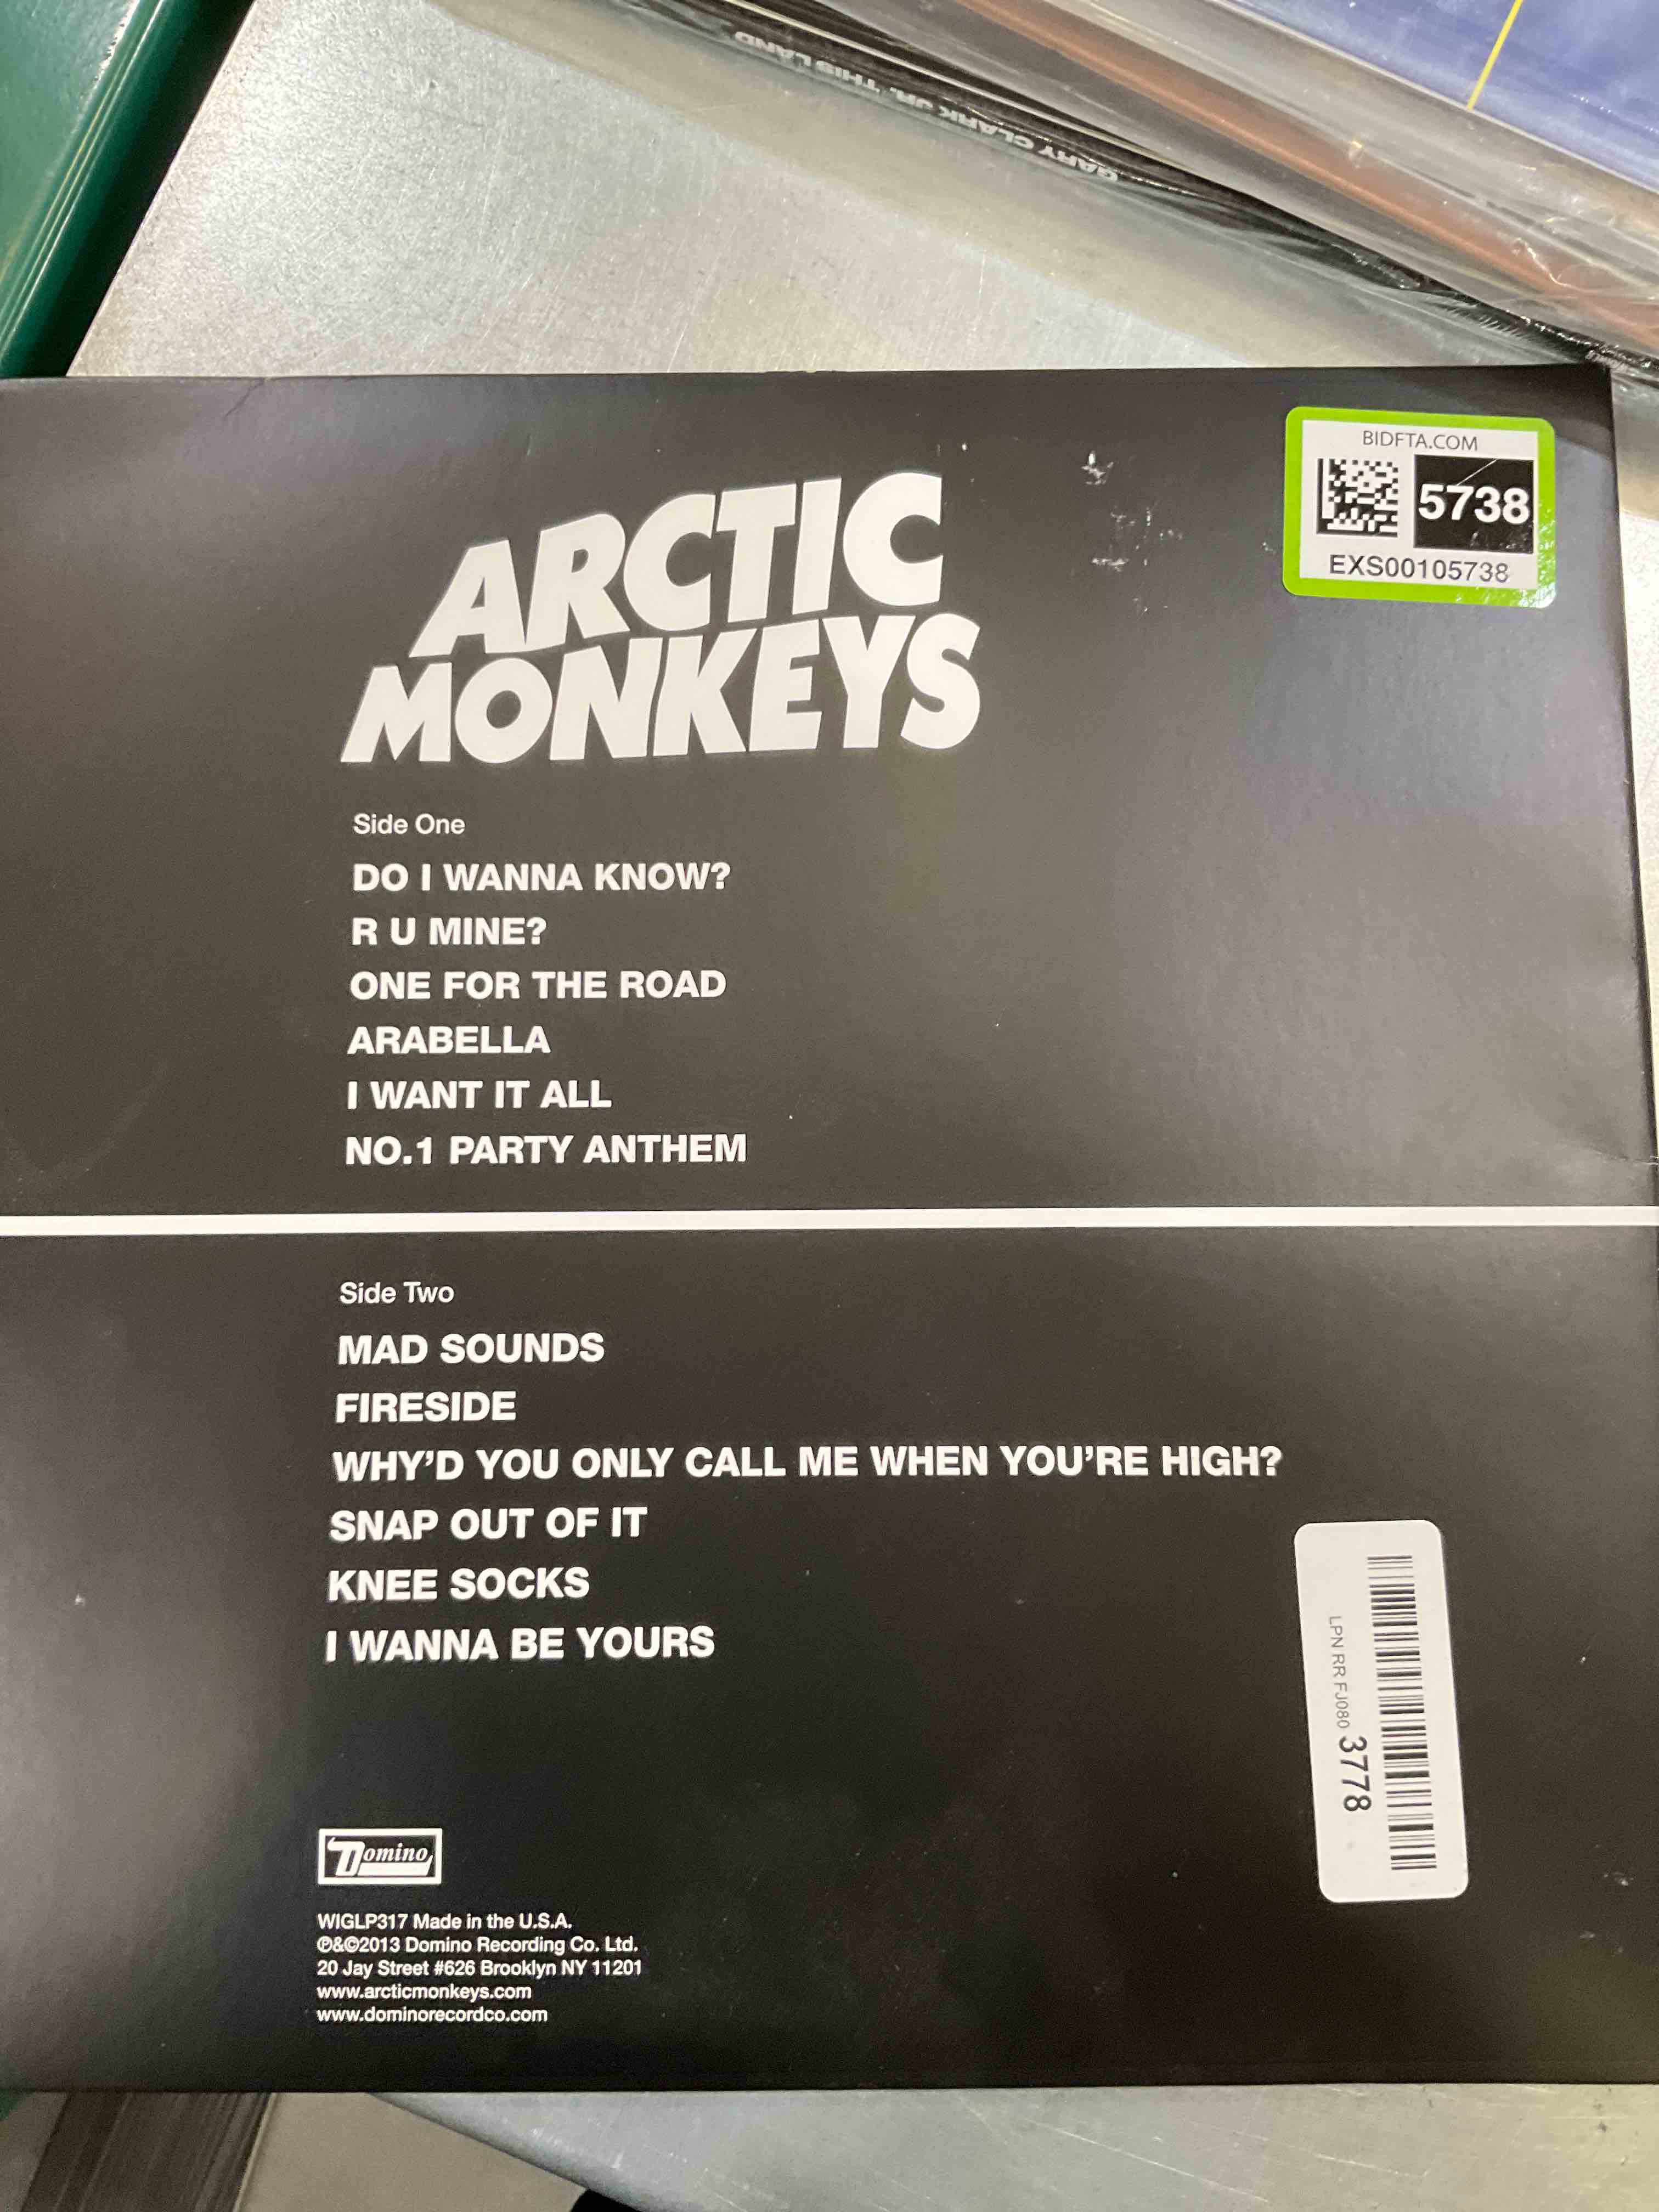 GARY CLARK JR. THIS LAND
BIDFTA.COM
5738
EXS00105738
ARCTIC
MONKEYS
Side One
DO I WANNA KNOW?
R U MINE?
ONE FOR THE ROAD
ARABELLA
I WANT IT ALL
NO.1 PARTY ANTHEM
Side Two
MAD SOUNDS
FIRESIDE
WHY'D YOU ONLY CALL ME WHEN YOU'RE HIGH?
SNAP OUT OF IT
KNEE SOCKS
I WANNA BE YOURS
LPN RR FJ080 3778
Domino
WIGLP317 Made in the U.S.A.
℗&©2013 Domino Recording Co. Ltd.
20 Jay Street #626 Brooklyn NY 11201
www.arcticmonkeys.com
www.dominorecordco.com